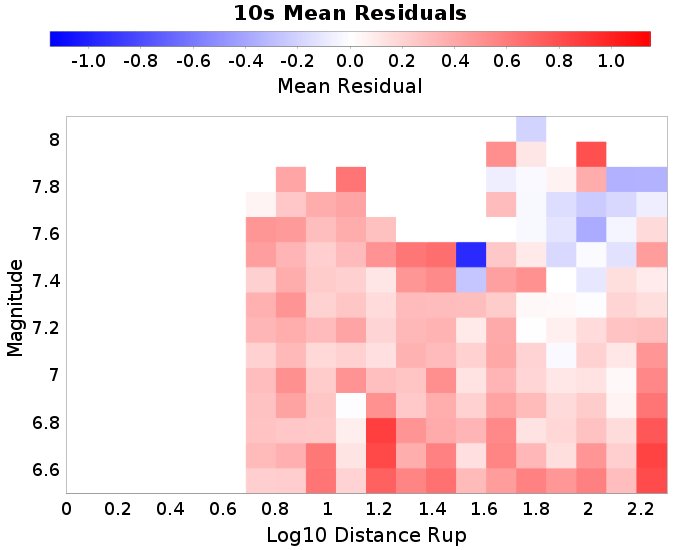 10s Mean Residuals
-1.0 -0.8 -0.6 -0.4 -0.2 0.0 0.2 0.4 0.6 0.8 1.0
Mean Residual
8
7.8
7.6
7.4
7.2
7
6.8
6.6
Magnitude
0 0.2 0.4 0.6 0.8 1 1.2 1.4 1.6 1.8 2 2.2
Log10 Distance Rup